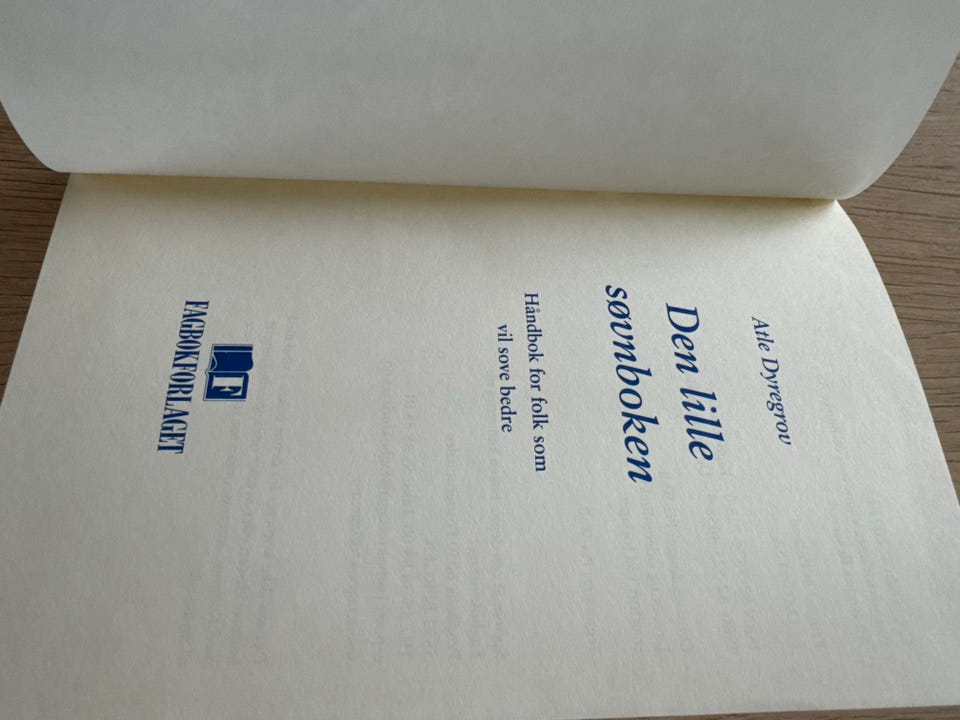 Atle Dyregrov
Den lille
søvnboken
Håndbok for folk som
vil sove bedre
F
FAGBOKFORLAGET